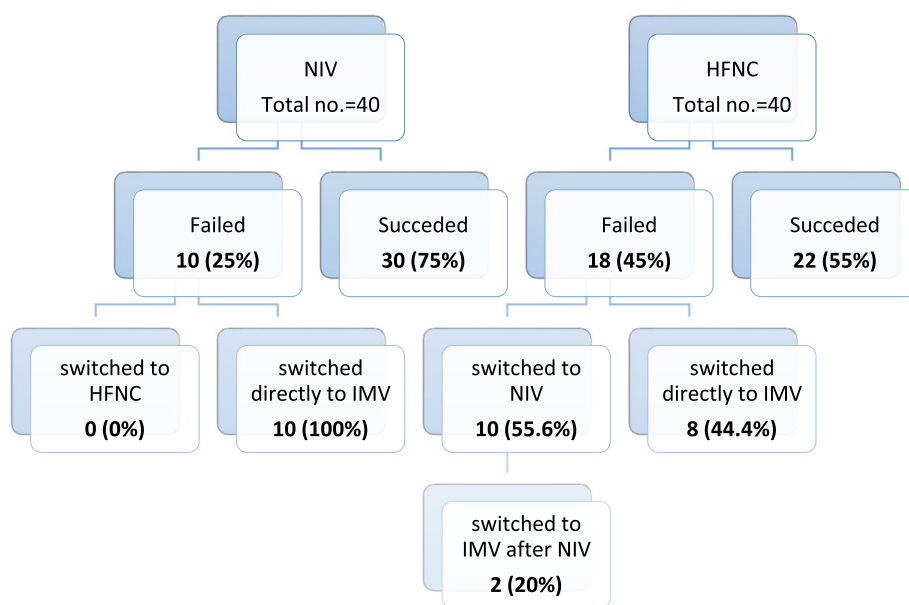 NIV
Total no.=40
HFNC
Total no.=40
Failed
10 (25%)
Succeded
30 (75%)
Failed
18 (45%)
Succeded
22 (55%)
switched to
HFNC
0 (0%)
switched
directly to IMV
10 (100%)
switched to
NIV
10 (55.6%)
switched
directly to IMV
8 (44.4%)
switched to
IMV after NIV
2 (20%)